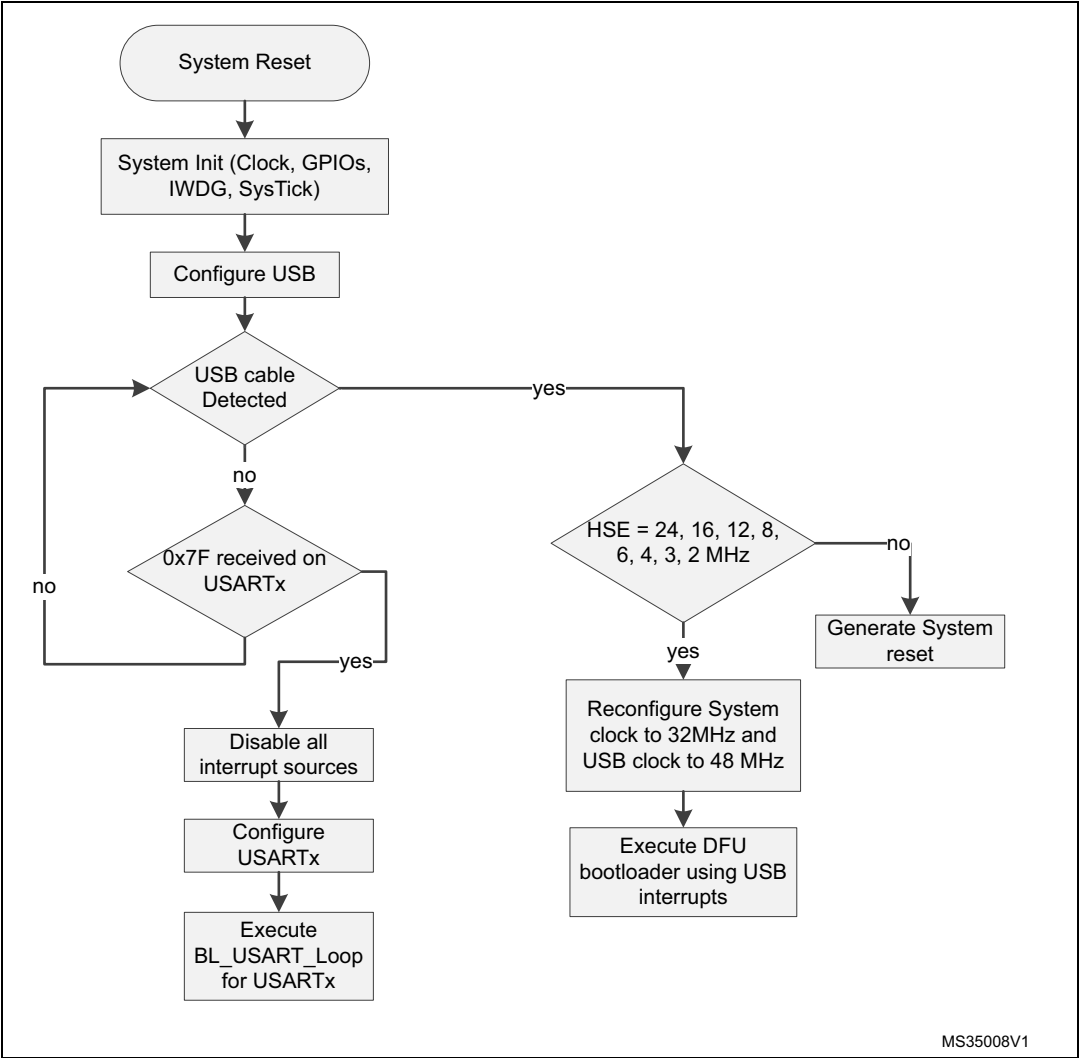 System Reset
System Init (Clock, GPIOs,
IWDG, SysTick)
Configure USB
USB cable
Detected
yes
no
HSE = 24, 16, 12, 8,
6, 4, 3, 2 MHz
no
0x7F received on
USARTx
no
yes
Generate System
reset
yes
Disable all
interrupt sources
Reconfigure System
clock to 32MHz and
USB clock to 48 MHz
Configure
USARTx
Execute DFU
bootloader using USB
interrupts
Execute
BL_USART_Loop
for USARTx
MS35008V1